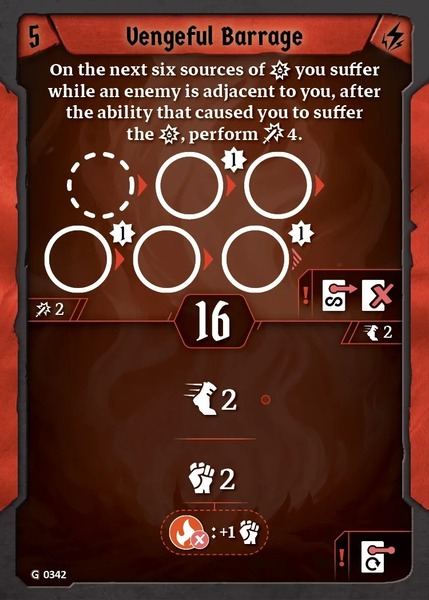 5 Vengeful Barrage
On the next six sources of you suffer
while an enemy is adjacent to you, after
the ability that caused you to suffer
the , perform 4.
1
1 1
! S
2 16 2
2
2
: +1
!
G 0342